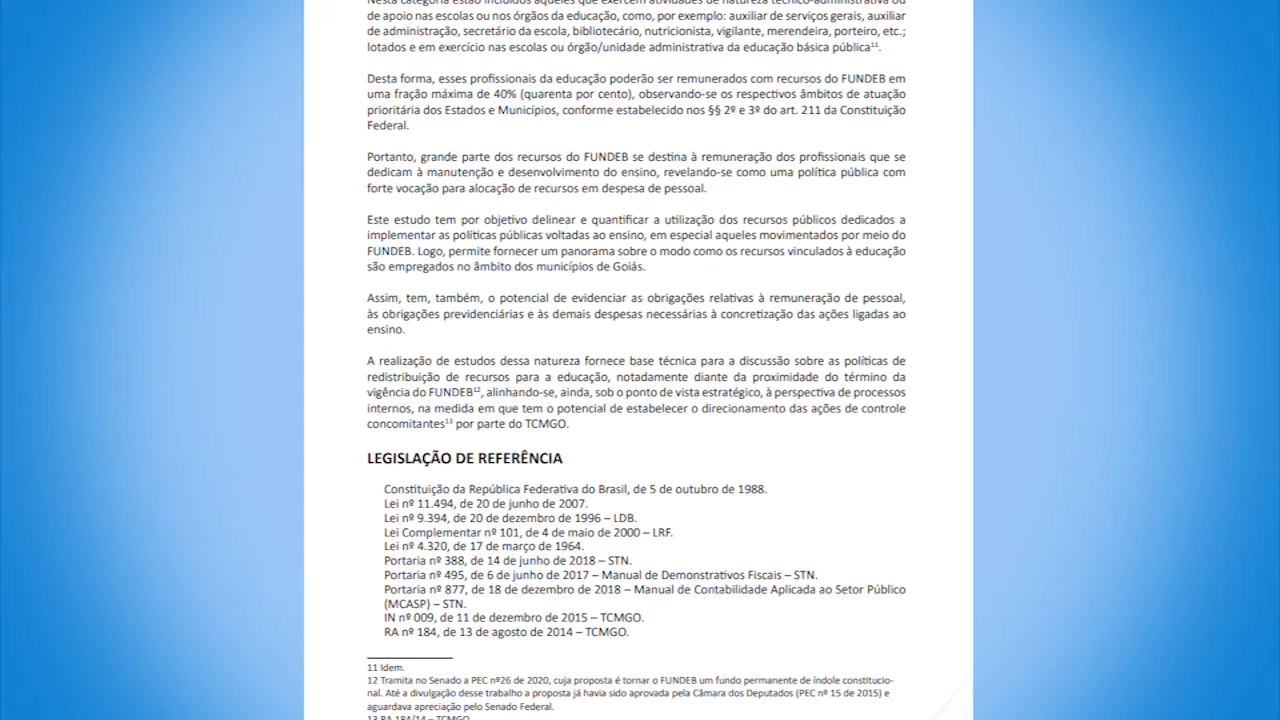 Nesta categoria estão incluídos aqueles que exercem atividades de natureza técnico-administrativa ou
de apoio nas escolas ou nos órgãos da educação, como, por exemplo: auxiliar de serviços gerais, auxiliar
de administração, secretário da escola, bibliotecário, nutricionista, vigilante, merendeira, porteiro, etc.;
lotados e em exercício nas escolas ou órgão/unidade administrativa da educação básica pública¹¹.
Desta forma, esses profissionais da educação poderão ser remunerados com recursos do FUNDEB em
uma fração máxima de 40% (quarenta por cento), observando-se os respectivos âmbitos de atuação
prioritária dos Estados e Municípios, conforme estabelecido nos §§ 2º e 3º do art. 211 da Constituição
Federal.
Portanto, grande parte dos recursos do FUNDEB se destina à remuneração dos profissionais que se
dedicam à manutenção e desenvolvimento do ensino, revelando-se como uma política pública com
forte vocação para alocação de recursos em despesa de pessoal.
Este estudo tem por objetivo delinear e quantificar a utilização dos recursos públicos dedicados a
implementar as políticas públicas voltadas ao ensino, em especial aqueles movimentados por meio do
FUNDEB. Logo, permite fornecer um panorama sobre o modo como os recursos vinculados à educação
são empregados no âmbito dos municípios de Goiás.
Assim, tem, também, o potencial de evidenciar as obrigações relativas à remuneração de pessoal,
às obrigações previdenciárias e às demais despesas necessárias à concretização das ações ligadas ao
ensino.
A realização de estudos dessa natureza fornece base técnica para a discussão sobre as políticas de
redistribuição de recursos para a educação, notadamente diante da proximidade do término da
vigência do FUNDEB¹², alinhando-se, ainda, sob o ponto de vista estratégico, à perspectiva de processos
internos, na medida em que tem o potencial de estabelecer o direcionamento das ações de controle
concomitantes¹³ por parte do TCMGO.
LEGISLAÇÃO DE REFERÊNCIA
Constituição da República Federativa do Brasil, de 5 de outubro de 1988.
Lei nº 11.494, de 20 de junho de 2007.
Lei nº 9.394, de 20 de dezembro de 1996 – LDB.
Lei Complementar nº 101, de 4 de maio de 2000 – LRF.
Lei nº 4.320, de 17 de março de 1964.
Portaria nº 388, de 14 de junho de 2018 – STN.
Portaria nº 495, de 6 de junho de 2017 – Manual de Demonstrativos Fiscais – STN.
Portaria nº 877, de 18 de dezembro de 2018 – Manual de Contabilidade Aplicada ao Setor Público
(MCASP) – STN.
IN nº 009, de 11 de dezembro de 2015 – TCMGO.
RA nº 184, de 13 de agosto de 2014 – TCMGO.
11 Idem.
12 Tramita no Senado a PEC nº26 de 2020, cuja proposta é tornar o FUNDEB um fundo permanente de índole constitucio-
nal. Até a divulgação desse trabalho a proposta já havia sido aprovada pela Câmara dos Deputados (PEC nº 15 de 2015) e
aguardava apreciação pelo Senado Federal.
13 RA 184/14 – TCMGO